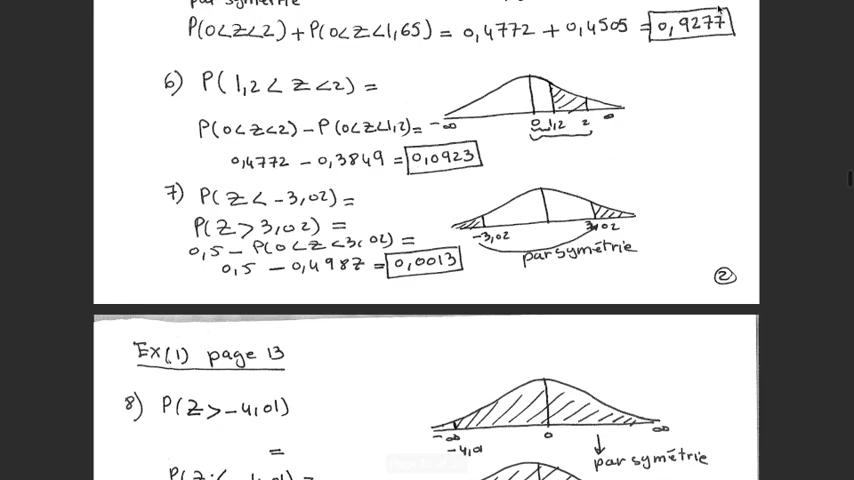 par symétrie
P(0<Z<2)+P(0<Z<1,65) = 0,4772 + 0,4505 = 0,9277
6) P(1,2 < Z <2) =
P(0<Z<2) - P(0<Z<1,2) =
0,4772 - 0,3849 = 0,0923
-∞ 0 1,2 2 ∞
7) P(Z < -3,02) =
P(Z > 3,02) =
0,5 - P(0<Z<3,02) =
0,5 - 0,4987 = 0,0013
-3,02 3,02
par symétrie
2
Ex(1) page 13
8) P(Z>-4,01)
=
-∞ 0 ∞
-4,01
par symétrie